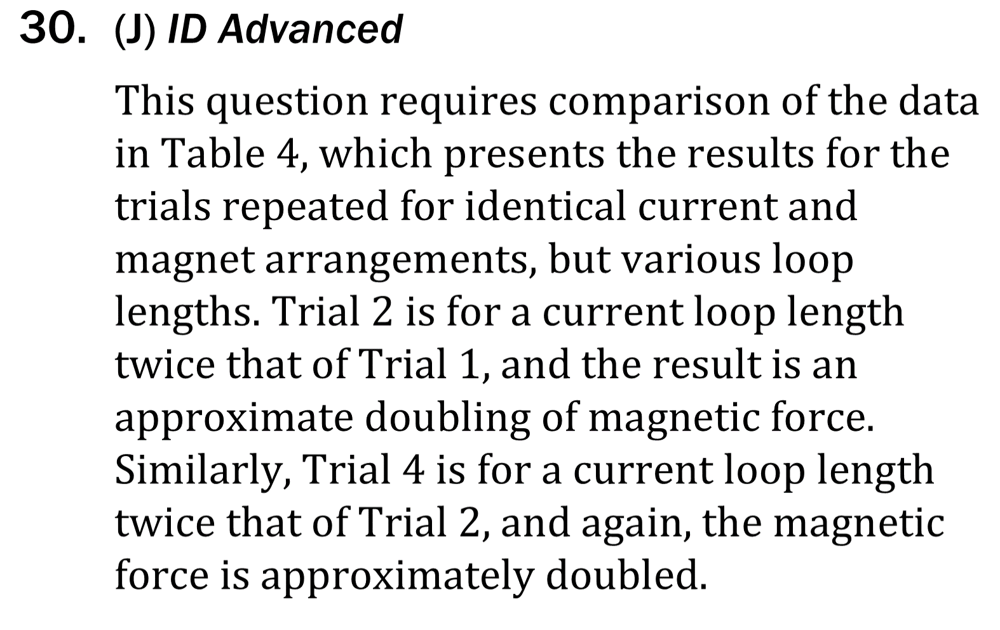 30. (J) ID Advanced
This question requires comparison of the data
in Table 4, which presents the results for the
trials repeated for identical current and
magnet arrangements, but various loop
lengths. Trial 2 is for a current loop length
twice that of Trial 1, and the result is an
approximate doubling of magnetic force.
Similarly, Trial 4 is for a current loop length
twice that of Trial 2, and again, the magnetic
force is approximately doubled.